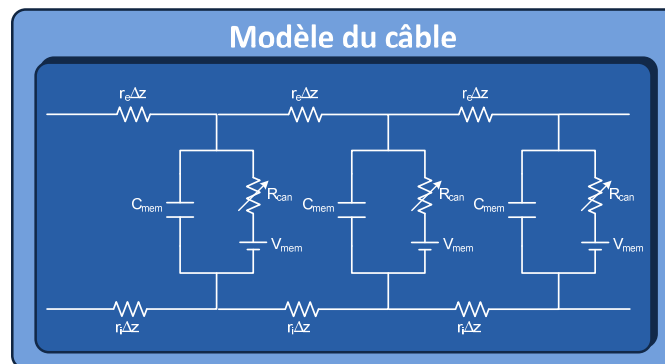 Modèle du câble
rₑΔz rₑΔz rₑΔz
Cmem Rcan Cmem Rcan Cmem Rcan
Vmem Vmem Vmem
rᵢΔz rᵢΔz rᵢΔz